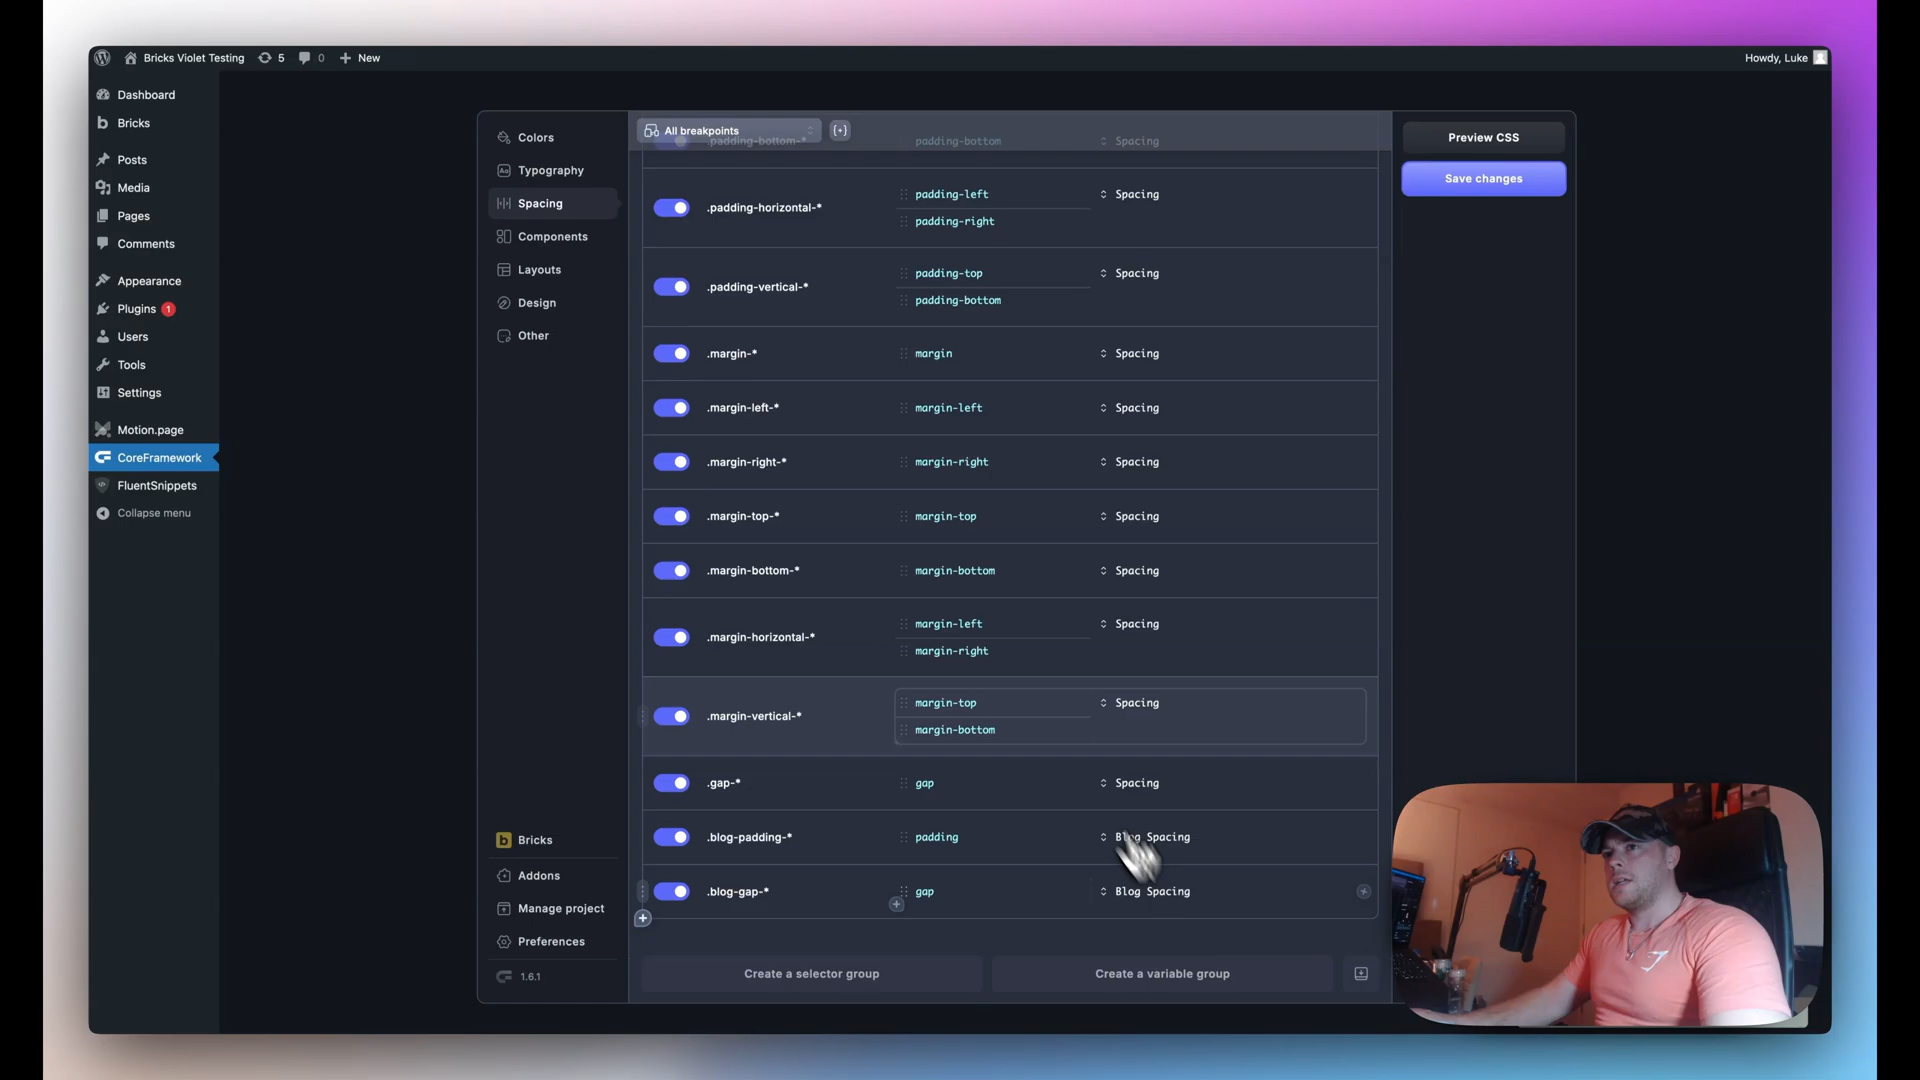 Bricks Violet Testing
5
0
New
Howdy, Luke
Dashboard
Bricks
Posts
Media
Pages
Comments
Appearance
Plugins 1
Users
Tools
Settings
Motion.page
CoreFramework
FluentSnippets
Collapse menu
Colors
Typography
Spacing
Components
Layouts
Design
Other
Bricks
Addons
Manage project
Preferences
1.6.1
All breakpoints
.padding-bottom-* padding-bottom Spacing
.padding-horizontal-* padding-left Spacing
padding-right
.padding-vertical-* padding-top Spacing
padding-bottom
.margin-* margin Spacing
.margin-left-* margin-left Spacing
.margin-right-* margin-right Spacing
.margin-top-* margin-top Spacing
.margin-bottom-* margin-bottom Spacing
.margin-horizontal-* margin-left Spacing
margin-right
.margin-vertical-* margin-top Spacing
margin-bottom
.gap-* gap Spacing
.blog-padding-* padding Blog Spacing
.blog-gap-* gap Blog Spacing
Create a selector group
Create a variable group
Preview CSS
Save changes